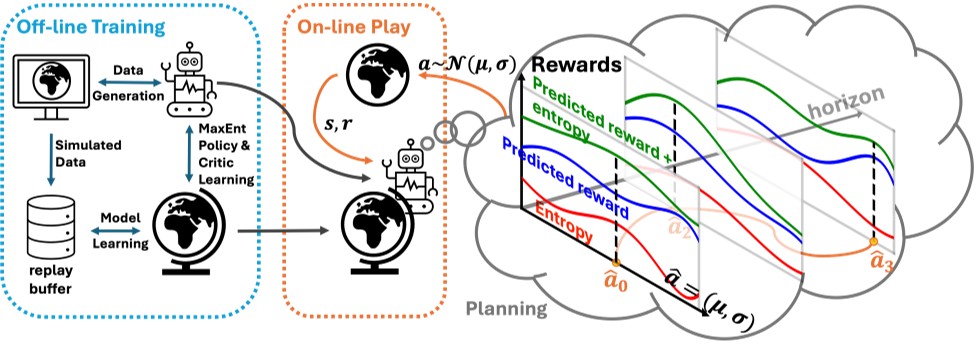 Off-line Training
Data
Generation
Simulated
Data
MaxEnt
Policy &
Critic
Learning
Model
Learning
replay
buffer
On-line Play
a~𝒩(μ, σ)
s, r
Planning
Rewards
Predicted reward +
entropy
Predicted reward
Entropy
horizon
â₀
â₂
â₃
â = (μ, σ)